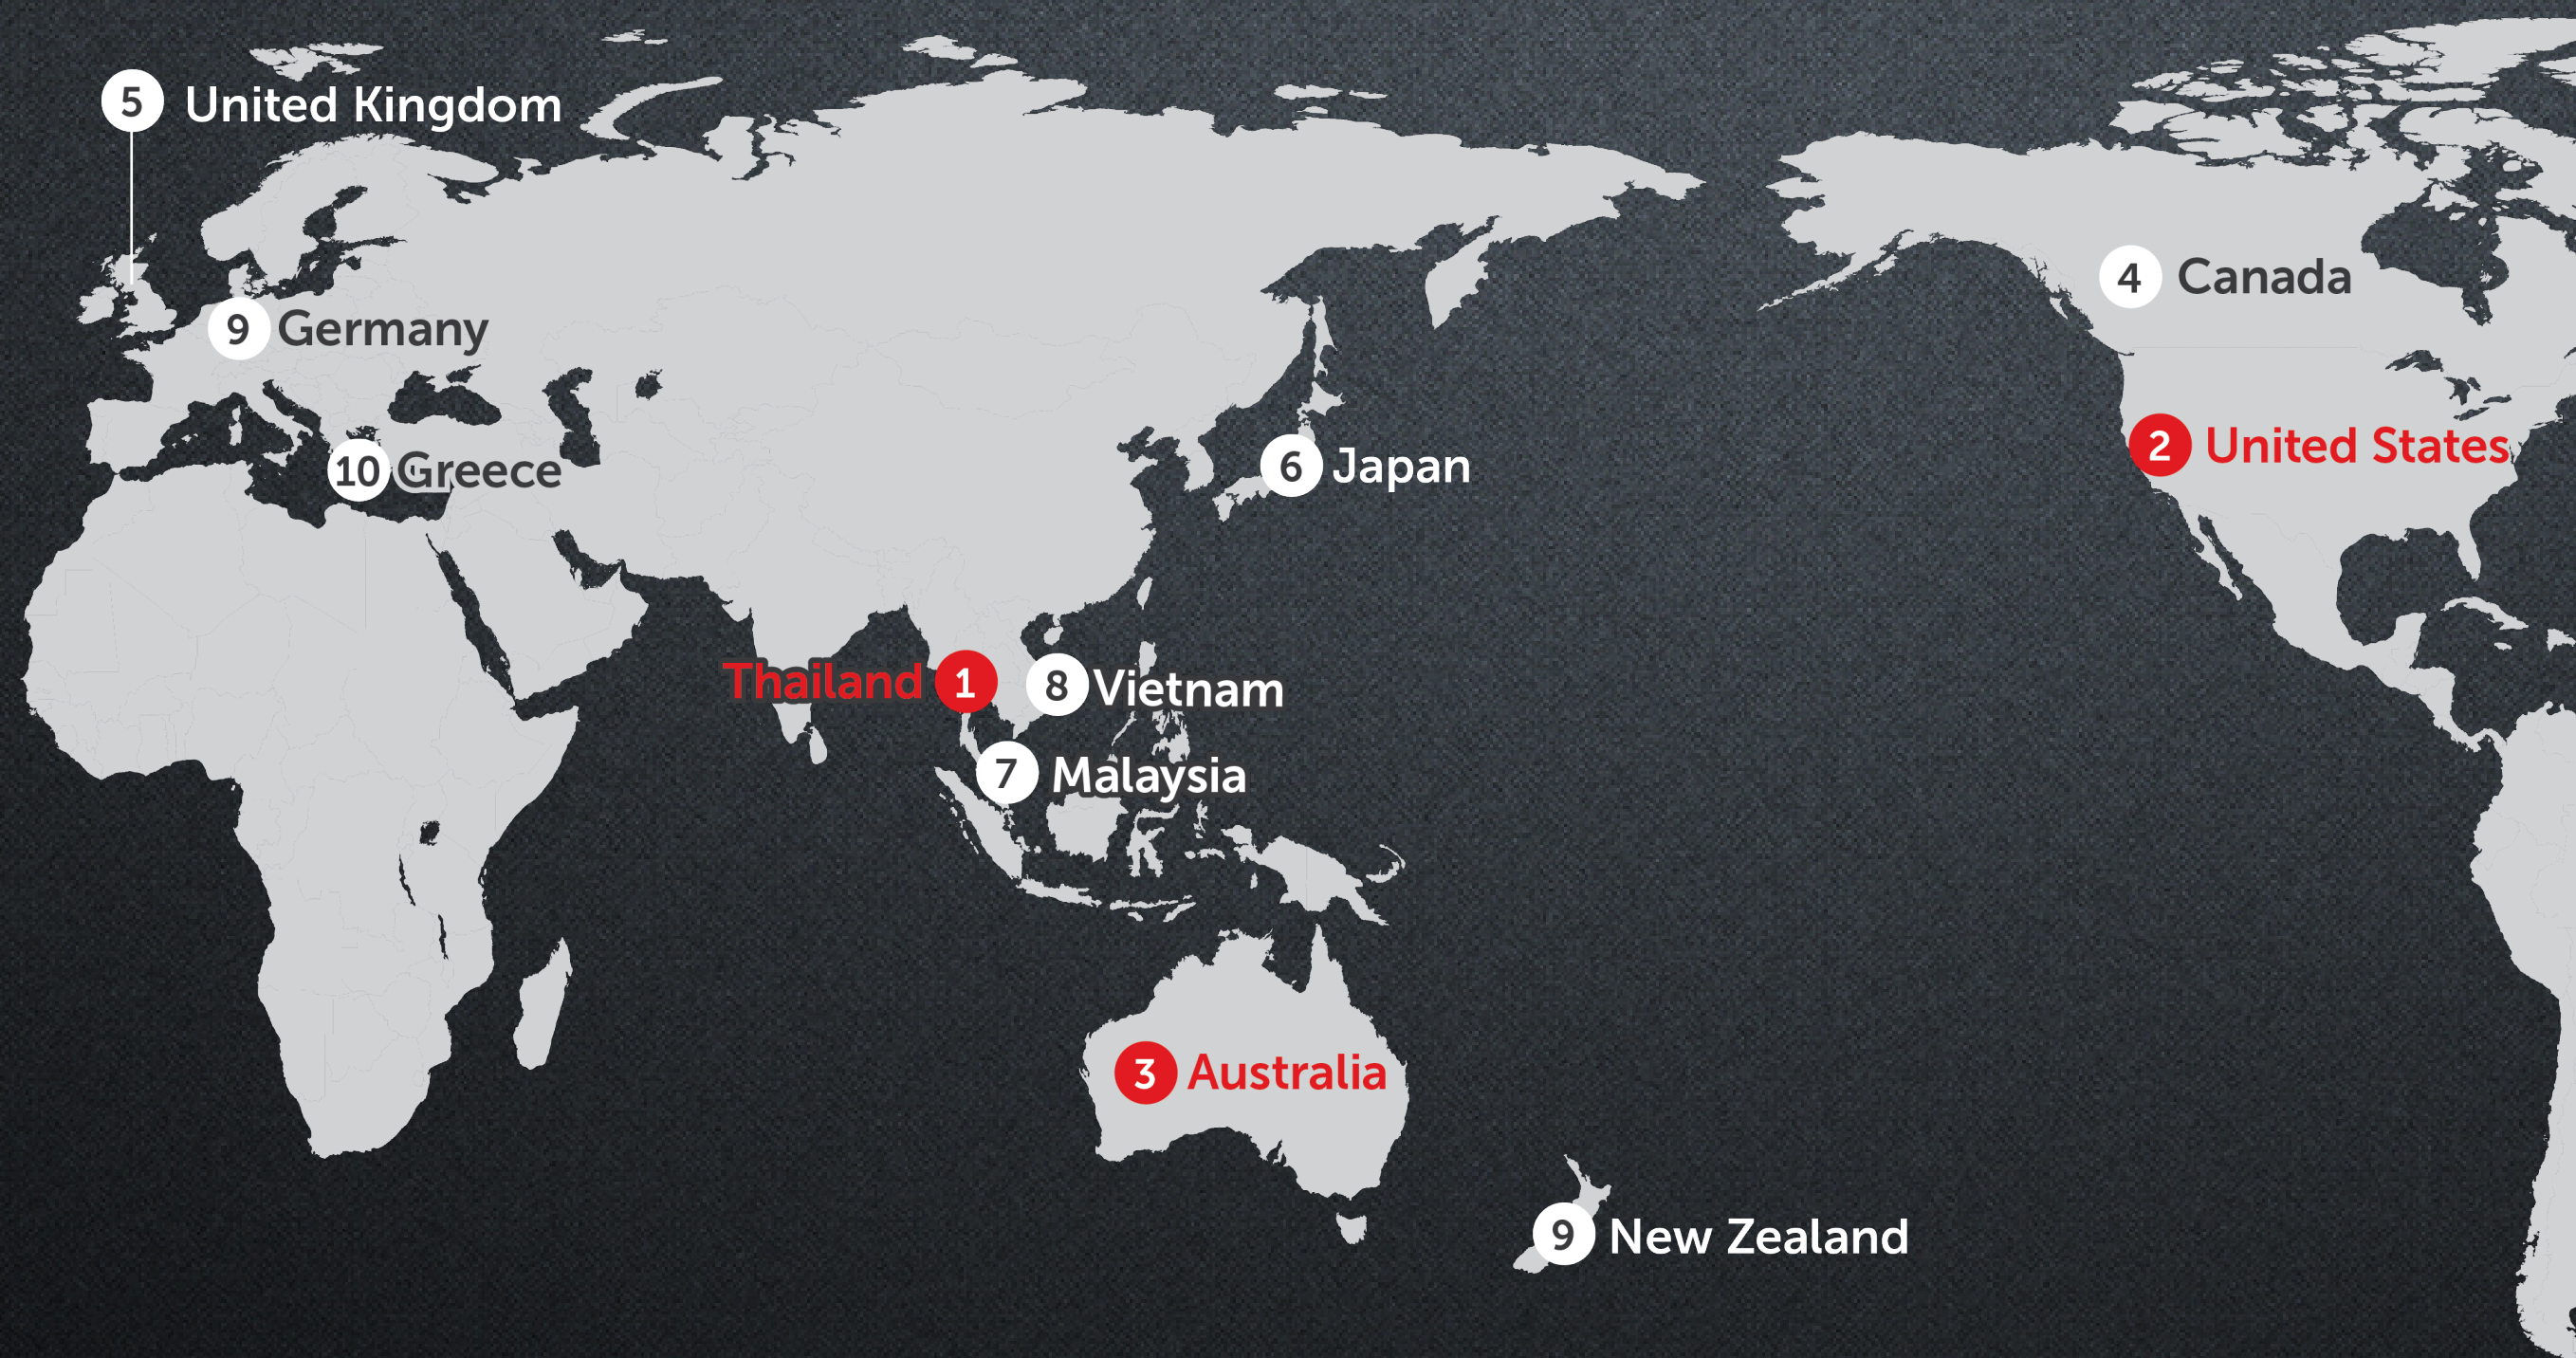 5 United Kingdom
4 Canada
9 Germany
2 United States
10 Greece
6 Japan
Thailand 1
8 Vietnam
7 Malaysia
3 Australia
9 New Zealand